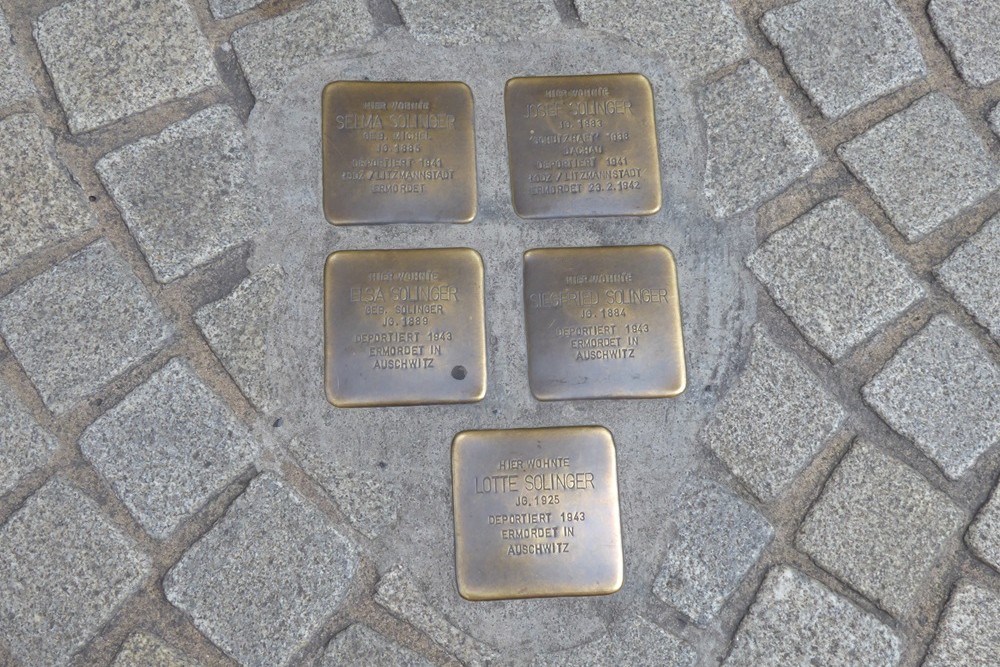 HIER WOHNTE
SELMA SOLINGER
GEB. MICHEL
JG. 1886
DEPORTIERT 1941
ŁODZ / LITZMANNSTADT
ERMORDET
HIER WOHNTE
JOSEF SOLINGER
JG. 1883
"SCHUTZHAFT" 1938
DACHAU
DEPORTIERT 1941
ŁODZ / LITZMANNSTADT
ERMORDET 23.2.1942
HIER WOHNTE
ELSA SOLINGER
GEB. SOLINGER
JG. 1889
DEPORTIERT 1943
ERMORDET IN
AUSCHWITZ
HIER WOHNTE
SIEGFRIED SOLINGER
JG. 1884
DEPORTIERT 1943
ERMORDET IN
AUSCHWITZ
HIER WOHNTE
LOTTE SOLINGER
JG. 1925
DEPORTIERT 1943
ERMORDET IN
AUSCHWITZ